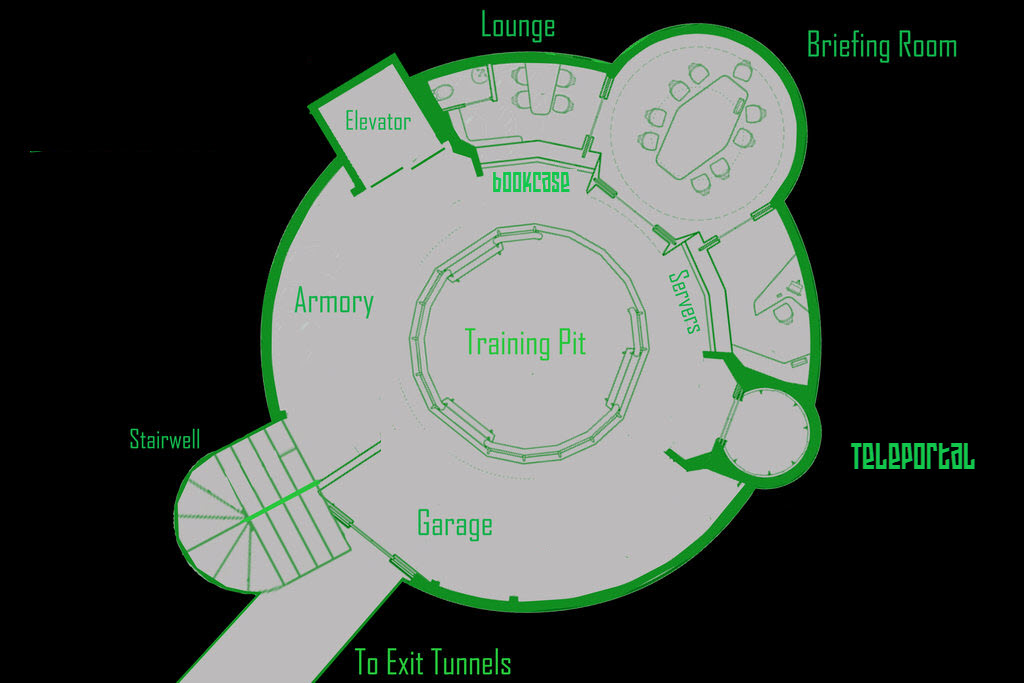 Lounge
Briefing Room
Elevator
BOOKCASE
Servers
Armory
Training Pit
Stairwell
TELEPORTAL
Garage
To Exit Tunnels